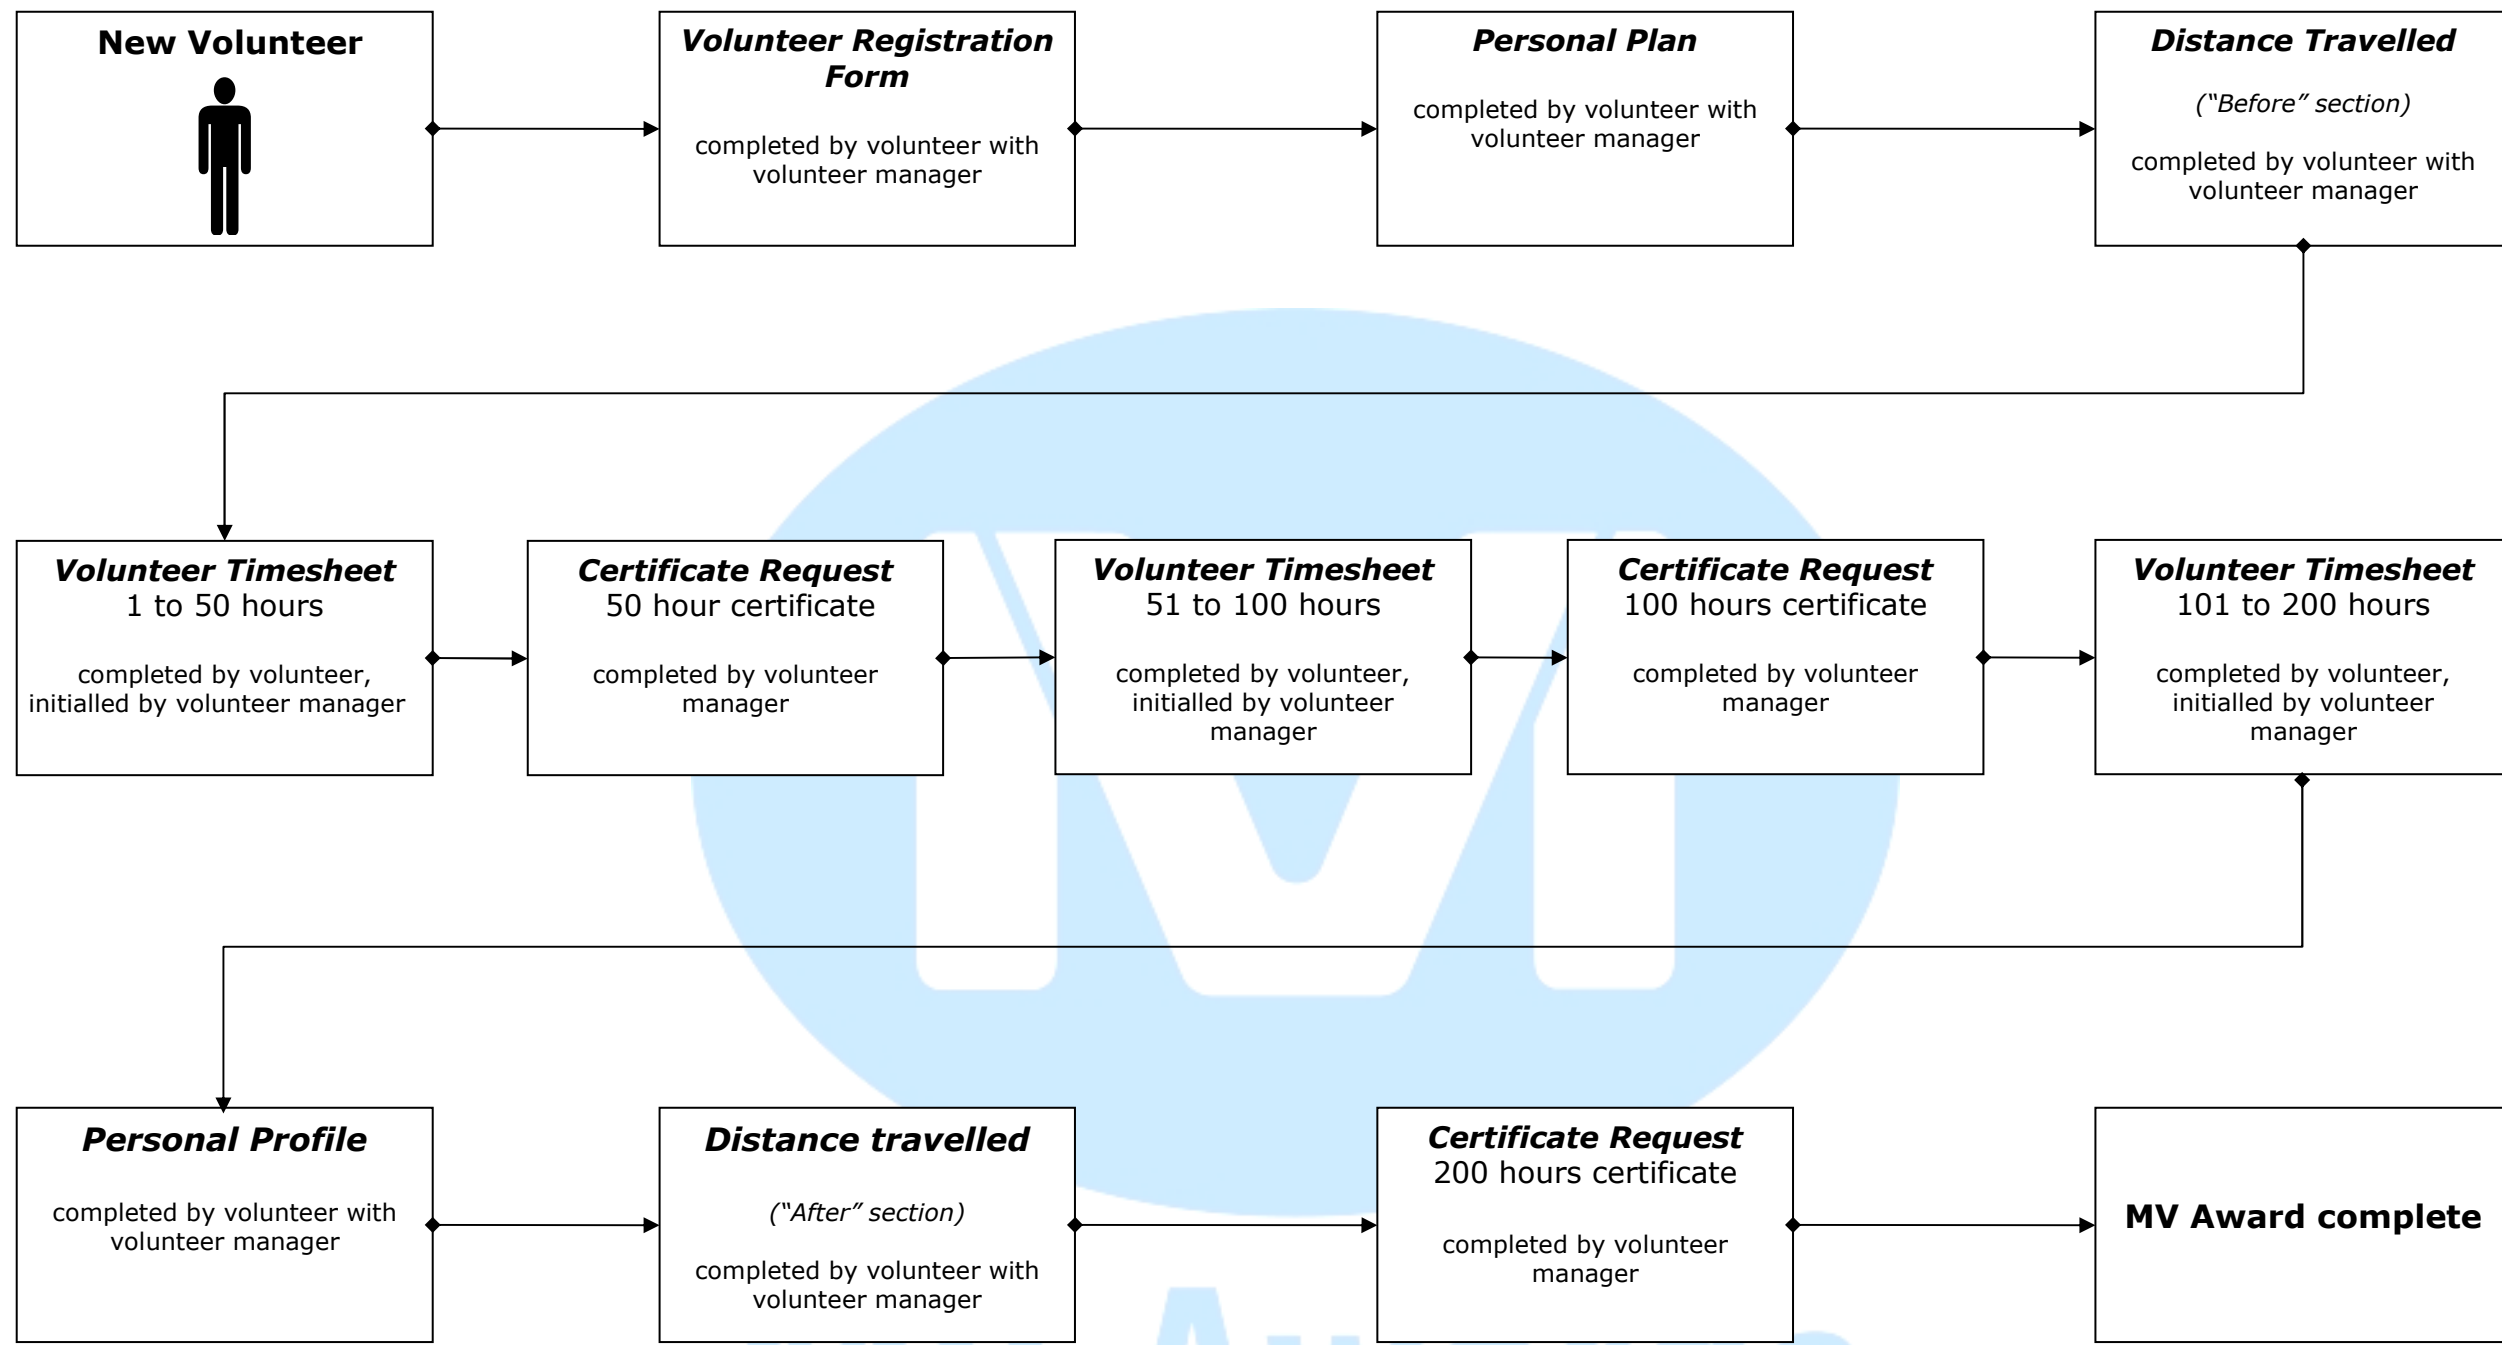 New Volunteer
Volunteer Registration
Form
completed by volunteer with
volunteer manager
Personal Plan
completed by volunteer with
volunteer manager
Distance Travelled
(“Before” section)
completed by volunteer with
volunteer manager
Volunteer Timesheet
1 to 50 hours
completed by volunteer,
initialled by volunteer manager
Certificate Request
50 hour certificate
completed by volunteer
manager
Volunteer Timesheet
51 to 100 hours
completed by volunteer,
initialled by volunteer
manager
Certificate Request
100 hours certificate
completed by volunteer
manager
Volunteer Timesheet
101 to 200 hours
completed by volunteer,
initialled by volunteer
manager
Personal Profile
completed by volunteer with
volunteer manager
Distance travelled
(“After” section)
completed by volunteer with
volunteer manager
Certificate Request
200 hours certificate
completed by volunteer
manager
MV Award complete